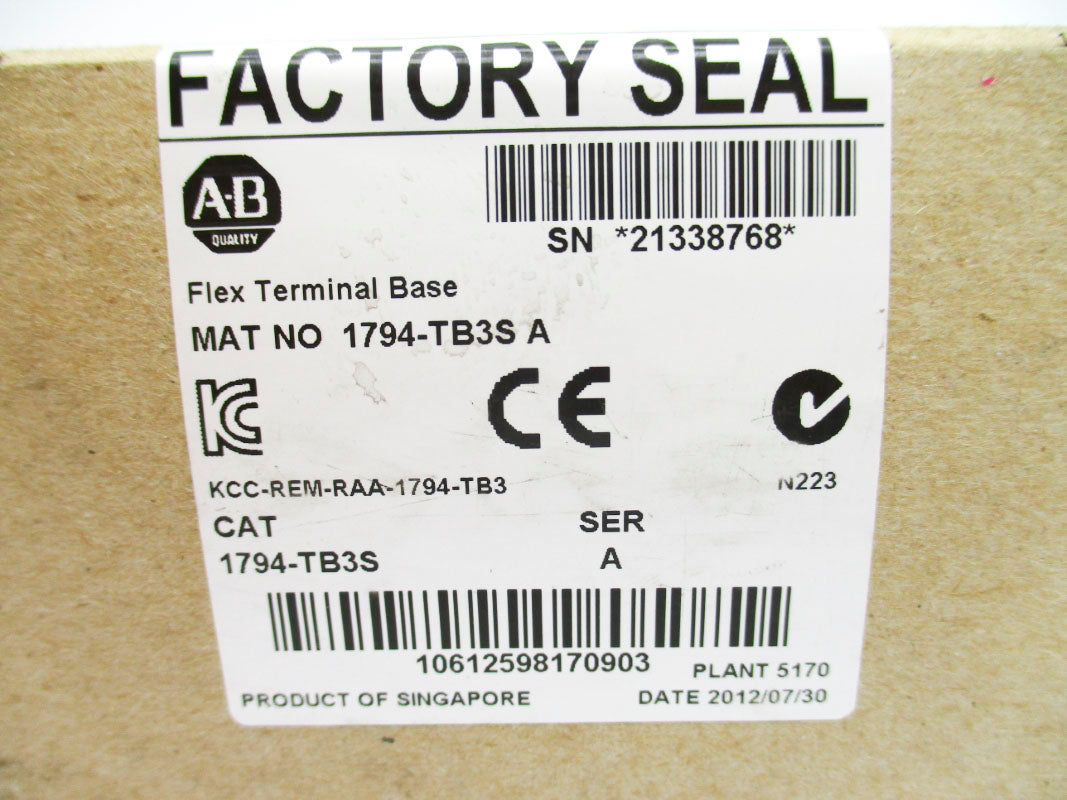 FACTORY SEAL
A-B
QUALITY
SN *21338768*
Flex Terminal Base
MAT NO 1794-TB3S A
KC
CE
KCC-REM-RAA-1794-TB3
N223
CAT SER
1794-TB3S A
10612598170903
PLANT 5170
PRODUCT OF SINGAPORE DATE 2012/07/30